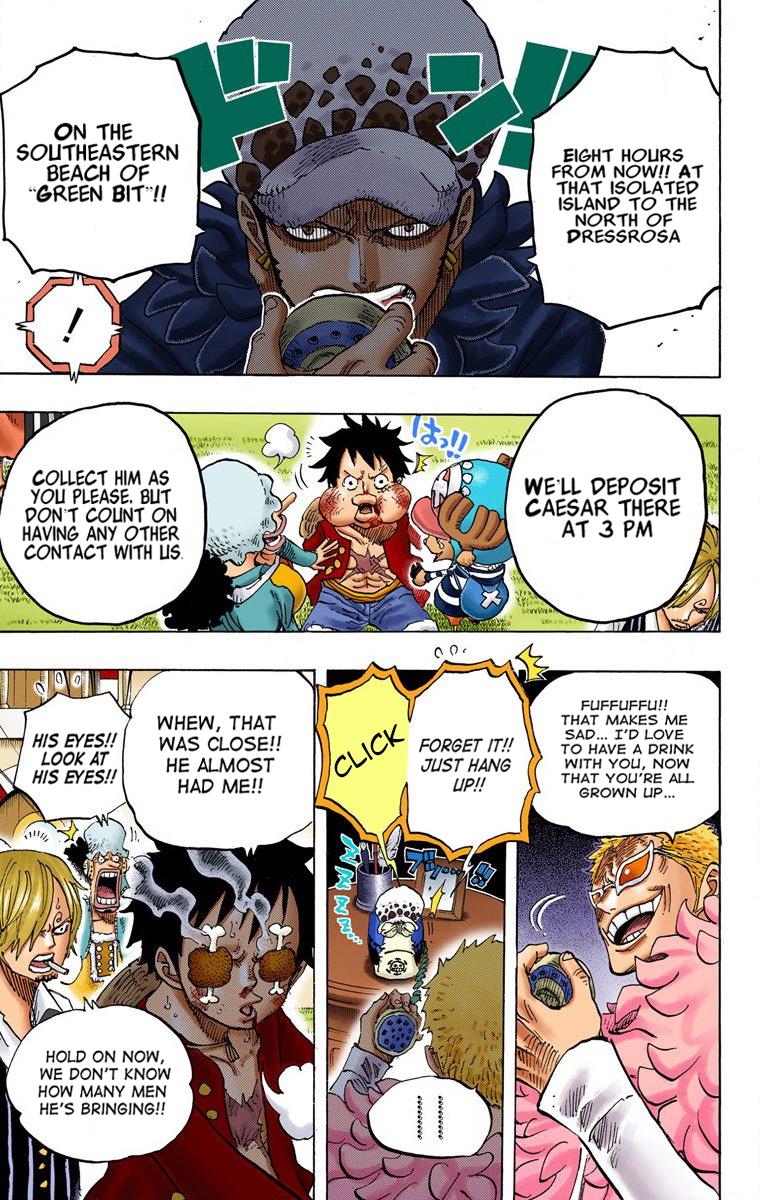 EIGHT HOURS
FROM NOW!! AT
THAT ISOLATED
ISLAND TO THE
NORTH OF
DRESSROSA
ドン!!
ON THE
SOUTHEASTERN
BEACH OF
"GREEN BIT"!!
!
WE'LL DEPOSIT
CAESAR THERE
AT 3 PM
はっ!!
COLLECT HIM AS
YOU PLEASE. BUT
DON'T COUNT ON
HAVING ANY OTHER
CONTACT WITH US.
FUFFUFFU!!
THAT MAKES ME
SAD... I'D LOVE
TO HAVE A DRINK
WITH YOU, NOW
THAT YOU'RE ALL
GROWN UP...
FORGET IT!!
JUST HANG
UP!!
CLICK
ブツ!!
ZZZZZ...
WHEW, THAT
WAS CLOSE!!
HE ALMOST
HAD ME!!
HIS EYES!!
LOOK AT
HIS EYES!!
HOLD ON NOW,
WE DON'T KNOW
HOW MANY MEN
HE'S BRINGING!!